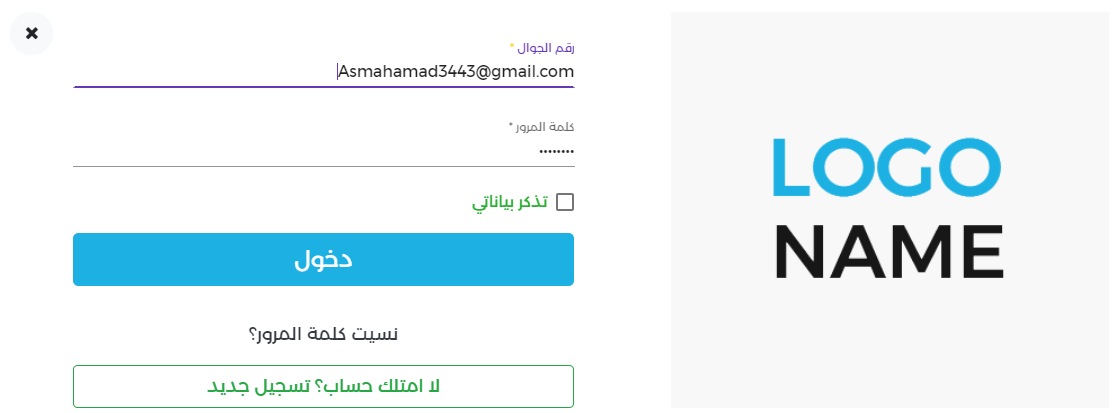 رقم الجوال *
Asmahamad3443@gmail.com
كلمة المرور *
••••••••
تذكر بياناتي
دخول
نسيت كلمة المرور؟
لا امتلك حساب؟ تسجيل جديد
LOGO
NAME